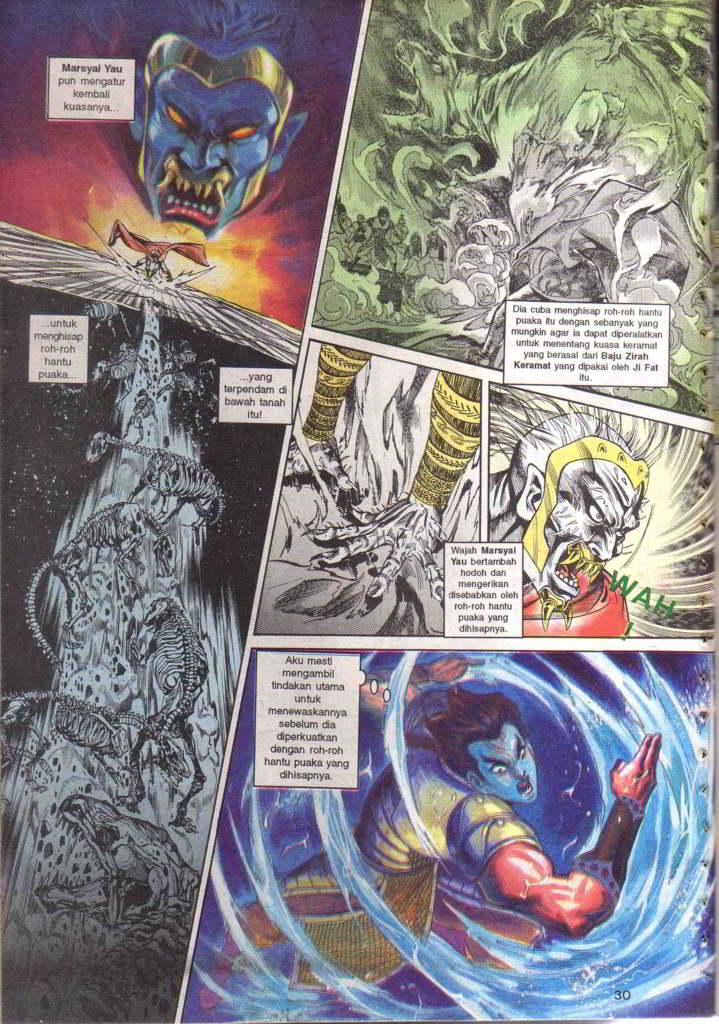 Marsyal Yau
pun mengatur
kembali
kuasanya...
...untuk
menghisap
roh-roh
hantu
puaka...
...yang
terpendam di
bawah tanah
itu!
Dia cuba menghisap roh-roh hantu
puaka itu dengan sebanyak yang
mungkin agar ia dapat diperalatkan
untuk menentang kuasa keramat
yang berasal dari Baju Zirah
Keramat yang dipakai oleh Ji Fat
itu.
Wajah Marsyal
Yau bertambah
hodoh dan
mengerikan
disebabkan oleh
roh-roh hantu
puaka yang
dihisapnya.
WAH
!
Aku mesti
mengambil
tindakan utama
untuk
menewaskannya
sebelum dia
diperkuatkan
dengan roh-roh
hantu puaka yang
dihisapnya.
30